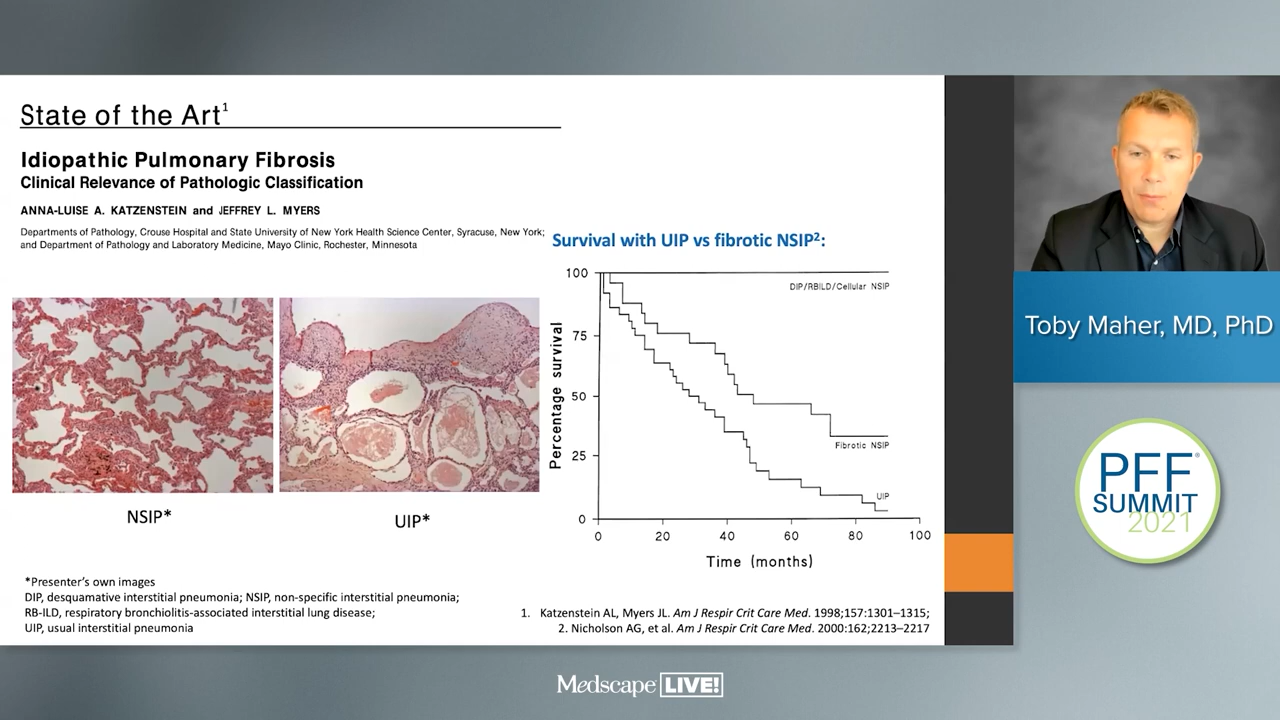 State of the Art1
Idiopathic Pulmonary Fibrosis
Clinical Relevance of Pathologic Classification
ANNA-LUISE A. KATZENSTEIN and JEFFREY L. MYERS
Departments of Pathology, Crouse Hospital and State University of New York Health Science Center, Syracuse, New York;
and Department of Pathology and Laboratory Medicine, Mayo Clinic, Rochester, Minnesota
NSIP*
UIP*
Survival with UIP vs fibrotic NSIP2:
Percentage survival
100
75
50
25
0
DIP/RBILD/Cellular NSIP
Fibrotic NSIP
UIP
0 20 40 60 80 100
Time (months)
*Presenter's own images
DIP, desquamative interstitial pneumonia; NSIP, non-specific interstitial pneumonia;
RB-ILD, respiratory bronchiolitis-associated interstitial lung disease;
UIP, usual interstitial pneumonia
1. Katzenstein AL, Myers JL. Am J Respir Crit Care Med. 1998;157:1301–1315;
2. Nicholson AG, et al. Am J Respir Crit Care Med. 2000:162;2213–2217
Toby Maher, MD, PhD
PFF®
SUMMIT
2021
Medscape LIVE!